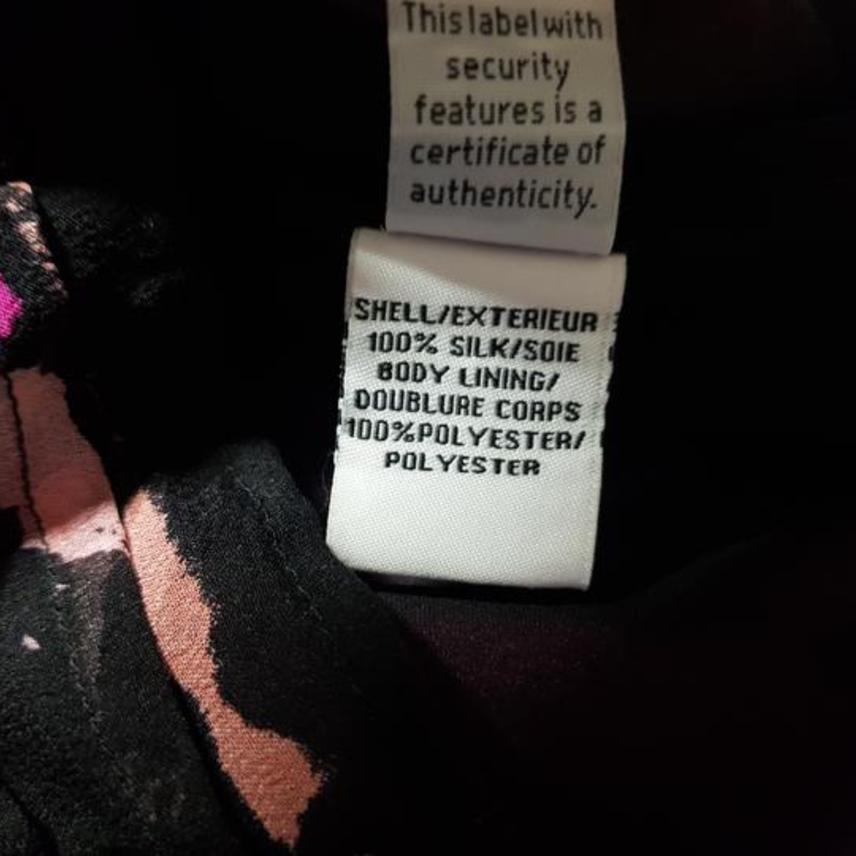 This label with
security
features is a
certificate of
authenticity.
SHELL/EXTERIEUR
100% SILK/SOIE
BODY LINING/
DOUBLURE CORPS
100%POLYESTER/
POLYESTER